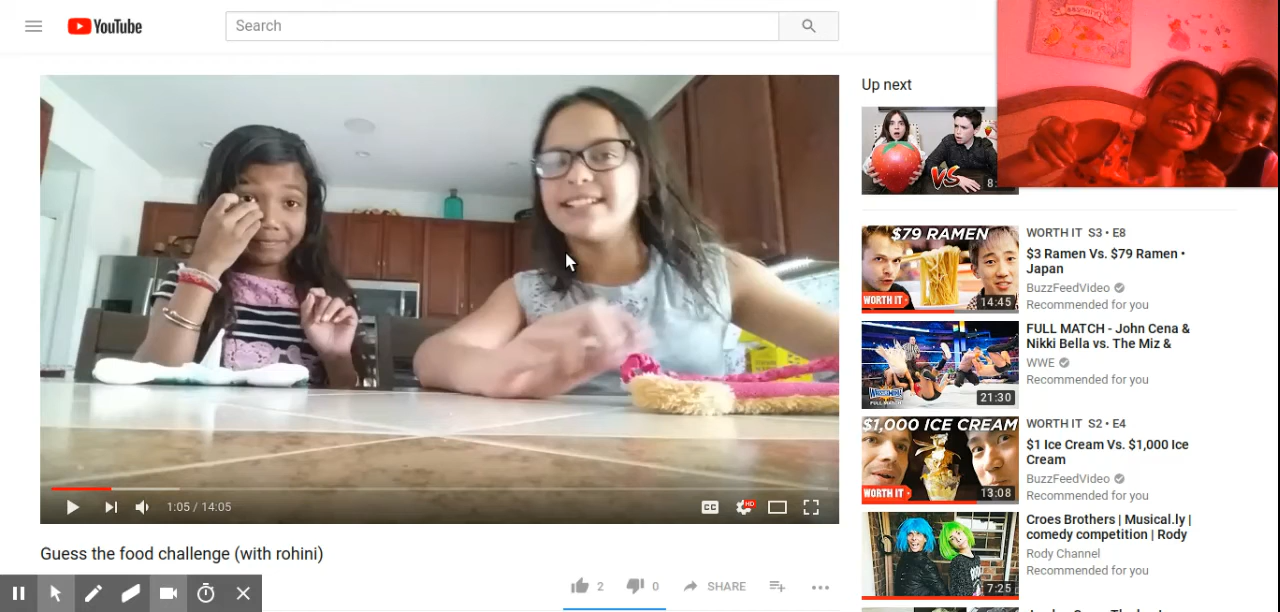 YouTube
Search
Up next
VS
8:
$79 RAMEN
WORTH IT
14:45
WORTH IT S3 • E8
$3 Ramen Vs. $79 Ramen •
Japan
BuzzFeedVideo
Recommended for you
21:30
FULL MATCH - John Cena &
Nikki Bella vs. The Miz &
WWE
Recommended for you
$1,000 ICE CREAM
WORTH IT
13:08
WORTH IT S2 • E4
$1 Ice Cream Vs. $1,000 Ice
Cream
BuzzFeedVideo
Recommended for you
7:25
Croes Brothers | Musical.ly |
comedy competition | Rody
Rody Channel
Recommended for you
1:05 / 14:05
CC
HD
Guess the food challenge (with rohini)
2
0
SHARE